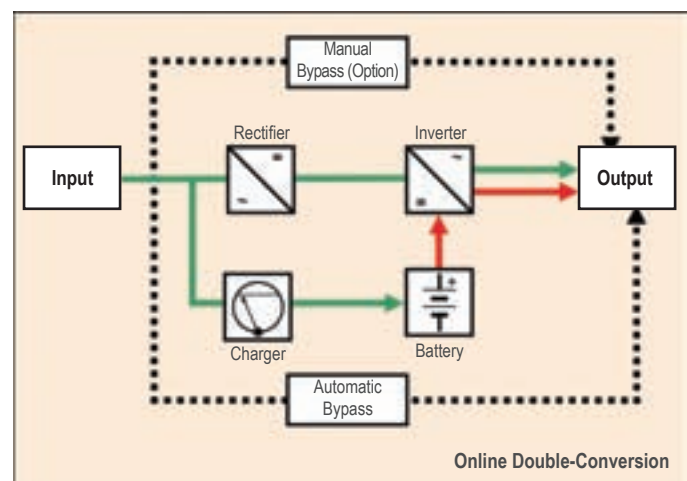 Manual
Bypass (Option)
Rectifier
Inverter
Input
Output
Charger
Battery
Automatic
Bypass
Online Double-Conversion